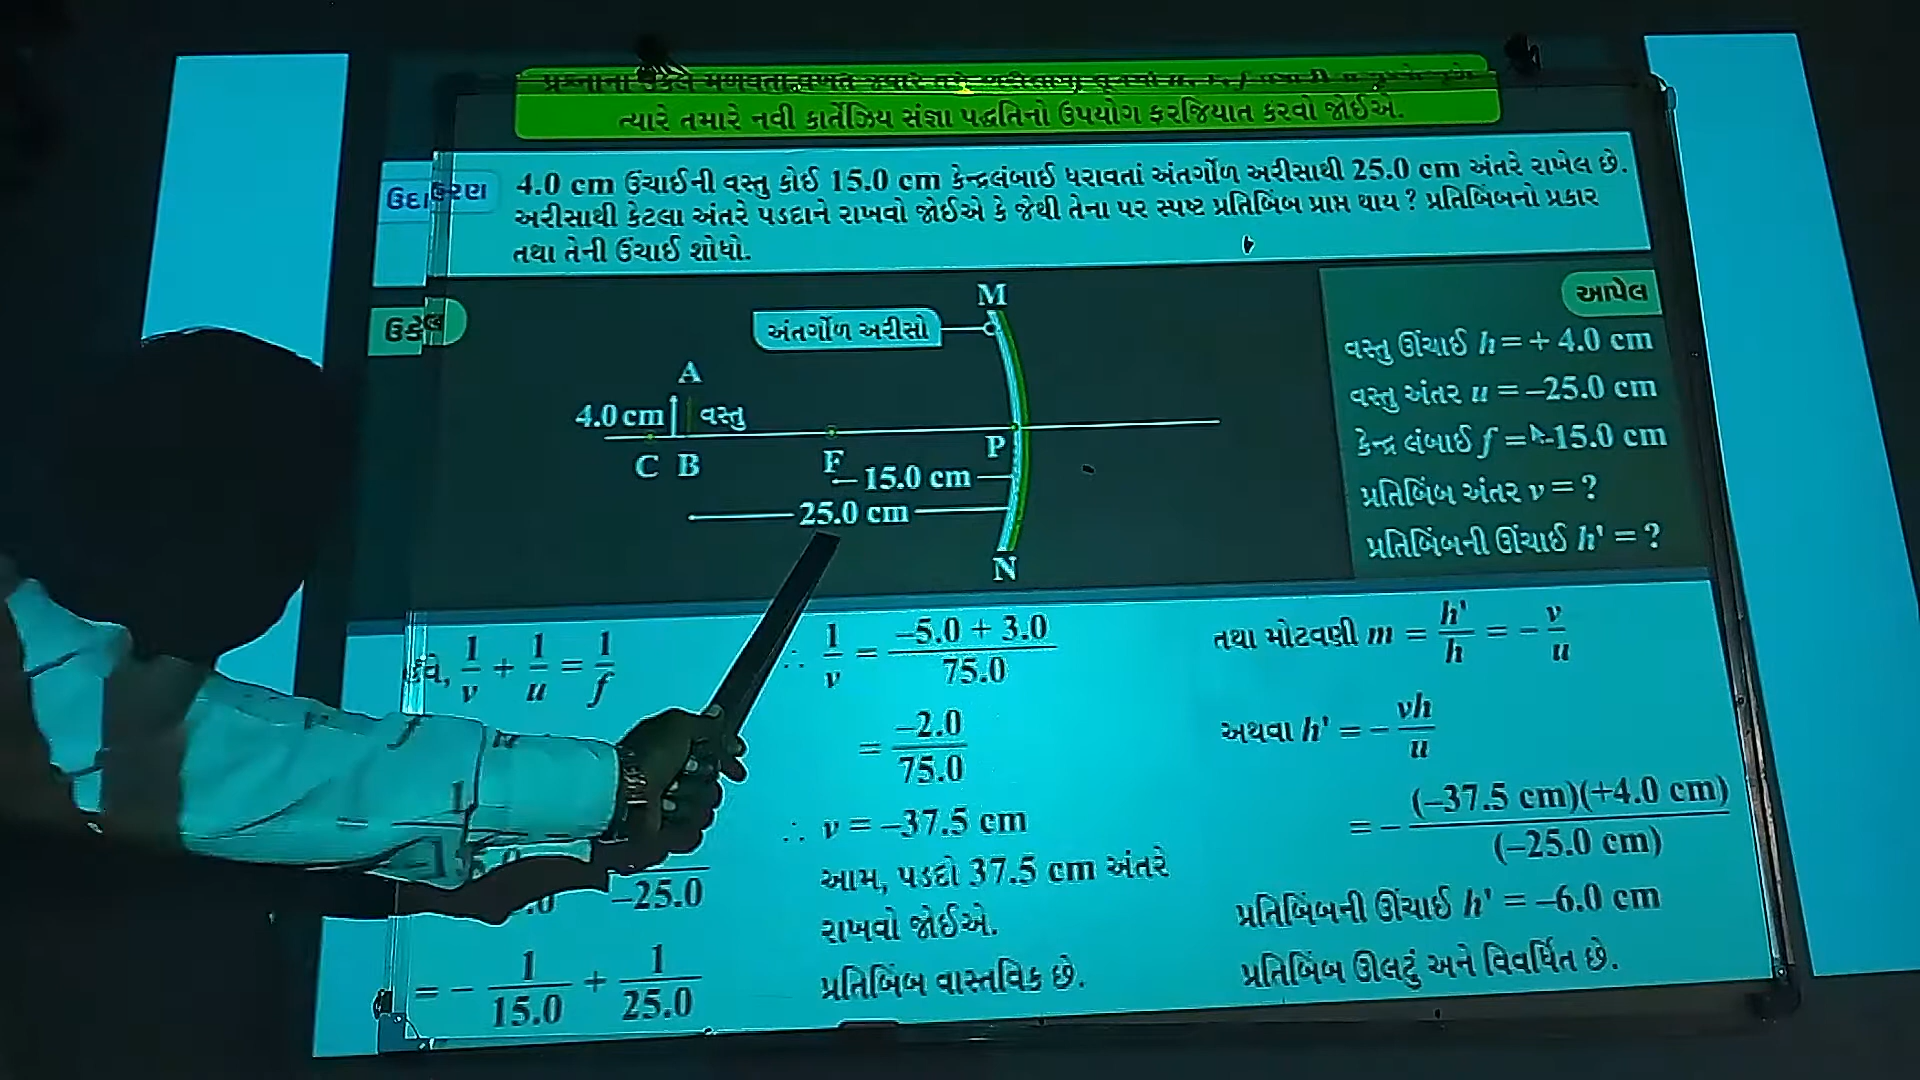 ત્યારે તમારે નવી કાર્તેઝિય સંજ્ઞા પદ્ધતિનો ઉપયોગ ફરજિયાત કરવો જોઈએ.
ઉદાહરણ
4.0 cm ઉંચાઈની વસ્તુ કોઈ 15.0 cm કેન્દ્રલંબાઈ ધરાવતાં અંતર્ગોળ અરીસાથી 25.0 cm અંતરે રાખેલ છે.
અરીસાથી કેટલા અંતરે પડદાને રાખવો જોઈએ કે જેથી તેના પર સ્પષ્ટ પ્રતિબિંબ પ્રાપ્ત થાય ? પ્રતિબિંબનો પ્રકાર
તથા તેની ઉંચાઈ શોધો.
ઉકેલ
M
અંતર્ગોળ અરીસો
A
4.0 cm વસ્તુ
C B F P
15.0 cm
25.0 cm
N
આપેલ
વસ્તુ ઊંચાઈ h = + 4.0 cm
વસ્તુ અંતર u = –25.0 cm
કેન્દ્ર લંબાઈ f = –15.0 cm
પ્રતિબિંબ અંતર v = ?
પ્રતિબિંબની ઊંચાઈ h' = ?
1/v + 1/u = 1/f
–25.0
= – 1/15.0 + 1/25.0
∴ 1/v = (–5.0 + 3.0)/75.0
= –2.0/75.0
∴ v = –37.5 cm
આમ, પડદો 37.5 cm અંતરે
રાખવો જોઈએ.
પ્રતિબિંબ વાસ્તવિક છે.
તથા મોટવણી m = h'/h = – v/u
અથવા h' = – vh/u
= – (–37.5 cm)(+4.0 cm)/(–25.0 cm)
પ્રતિબિંબની ઊંચાઈ h' = –6.0 cm
પ્રતિબિંબ ઊલટું અને વિવર્ધિત છે.